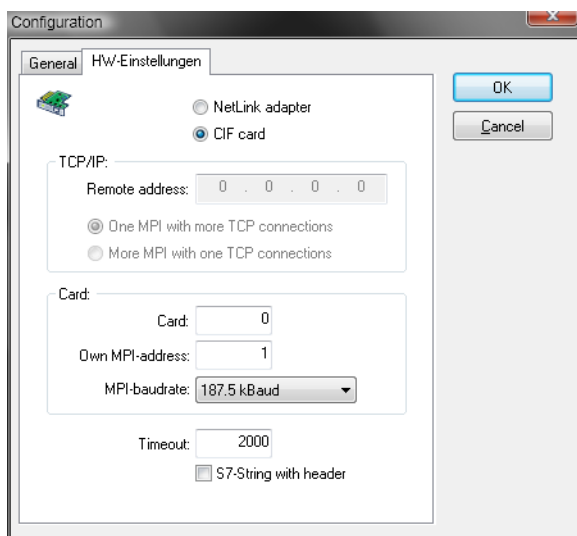 Configuration
General HW-Einstellungen
NetLink adapter
CIF card
OK
Cancel
TCP/IP:
Remote address: 0 . 0 . 0 . 0
One MPI with more TCP connections
More MPI with one TCP connections
Card:
Card: 0
Own MPI-address: 1
MPI-baudrate: 187.5 kBaud
Timeout: 2000
S7-String with header